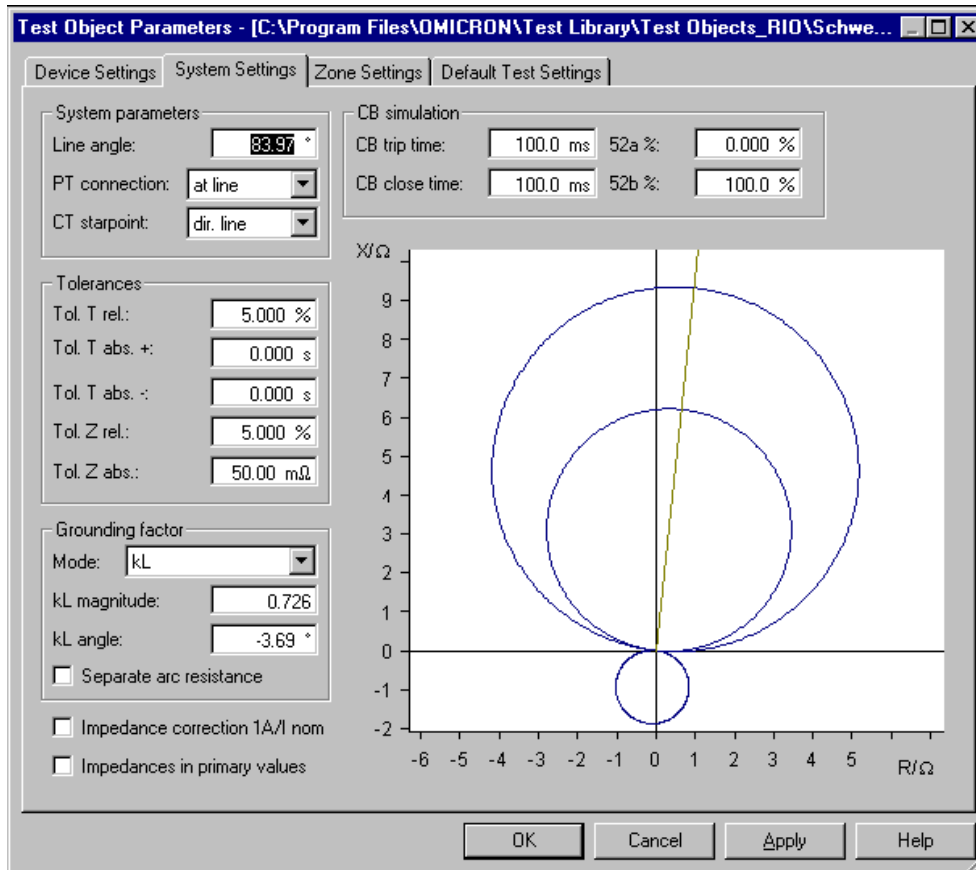 Test Object Parameters - [C:\Program Files\OMICRON\Test Library\Test Objects_RIO\Schwe...
Device Settings System Settings Zone Settings Default Test Settings
System parameters
Line angle: 83.97 °
PT connection: at line
CT starpoint: dir. line
CB simulation
CB trip time: 100.0 ms 52a %: 0.000 %
CB close time: 100.0 ms 52b %: 100.0 %
Tolerances
Tol. T rel.: 5.000 %
Tol. T abs. +: 0.000 s
Tol. T abs. -: 0.000 s
Tol. Z rel.: 5.000 %
Tol. Z abs.: 50.00 mΩ
Grounding factor
Mode: kL
kL magnitude: 0.726
kL angle: -3.69 °
Separate arc resistance
Impedance correction 1A/I nom
Impedances in primary values
X/Ω
9
8
7
6
5
4
3
2
1
0
-1
-2
-6 -5 -4 -3 -2 -1 0 1 2 3 4 5 R/Ω
OK Cancel Apply Help